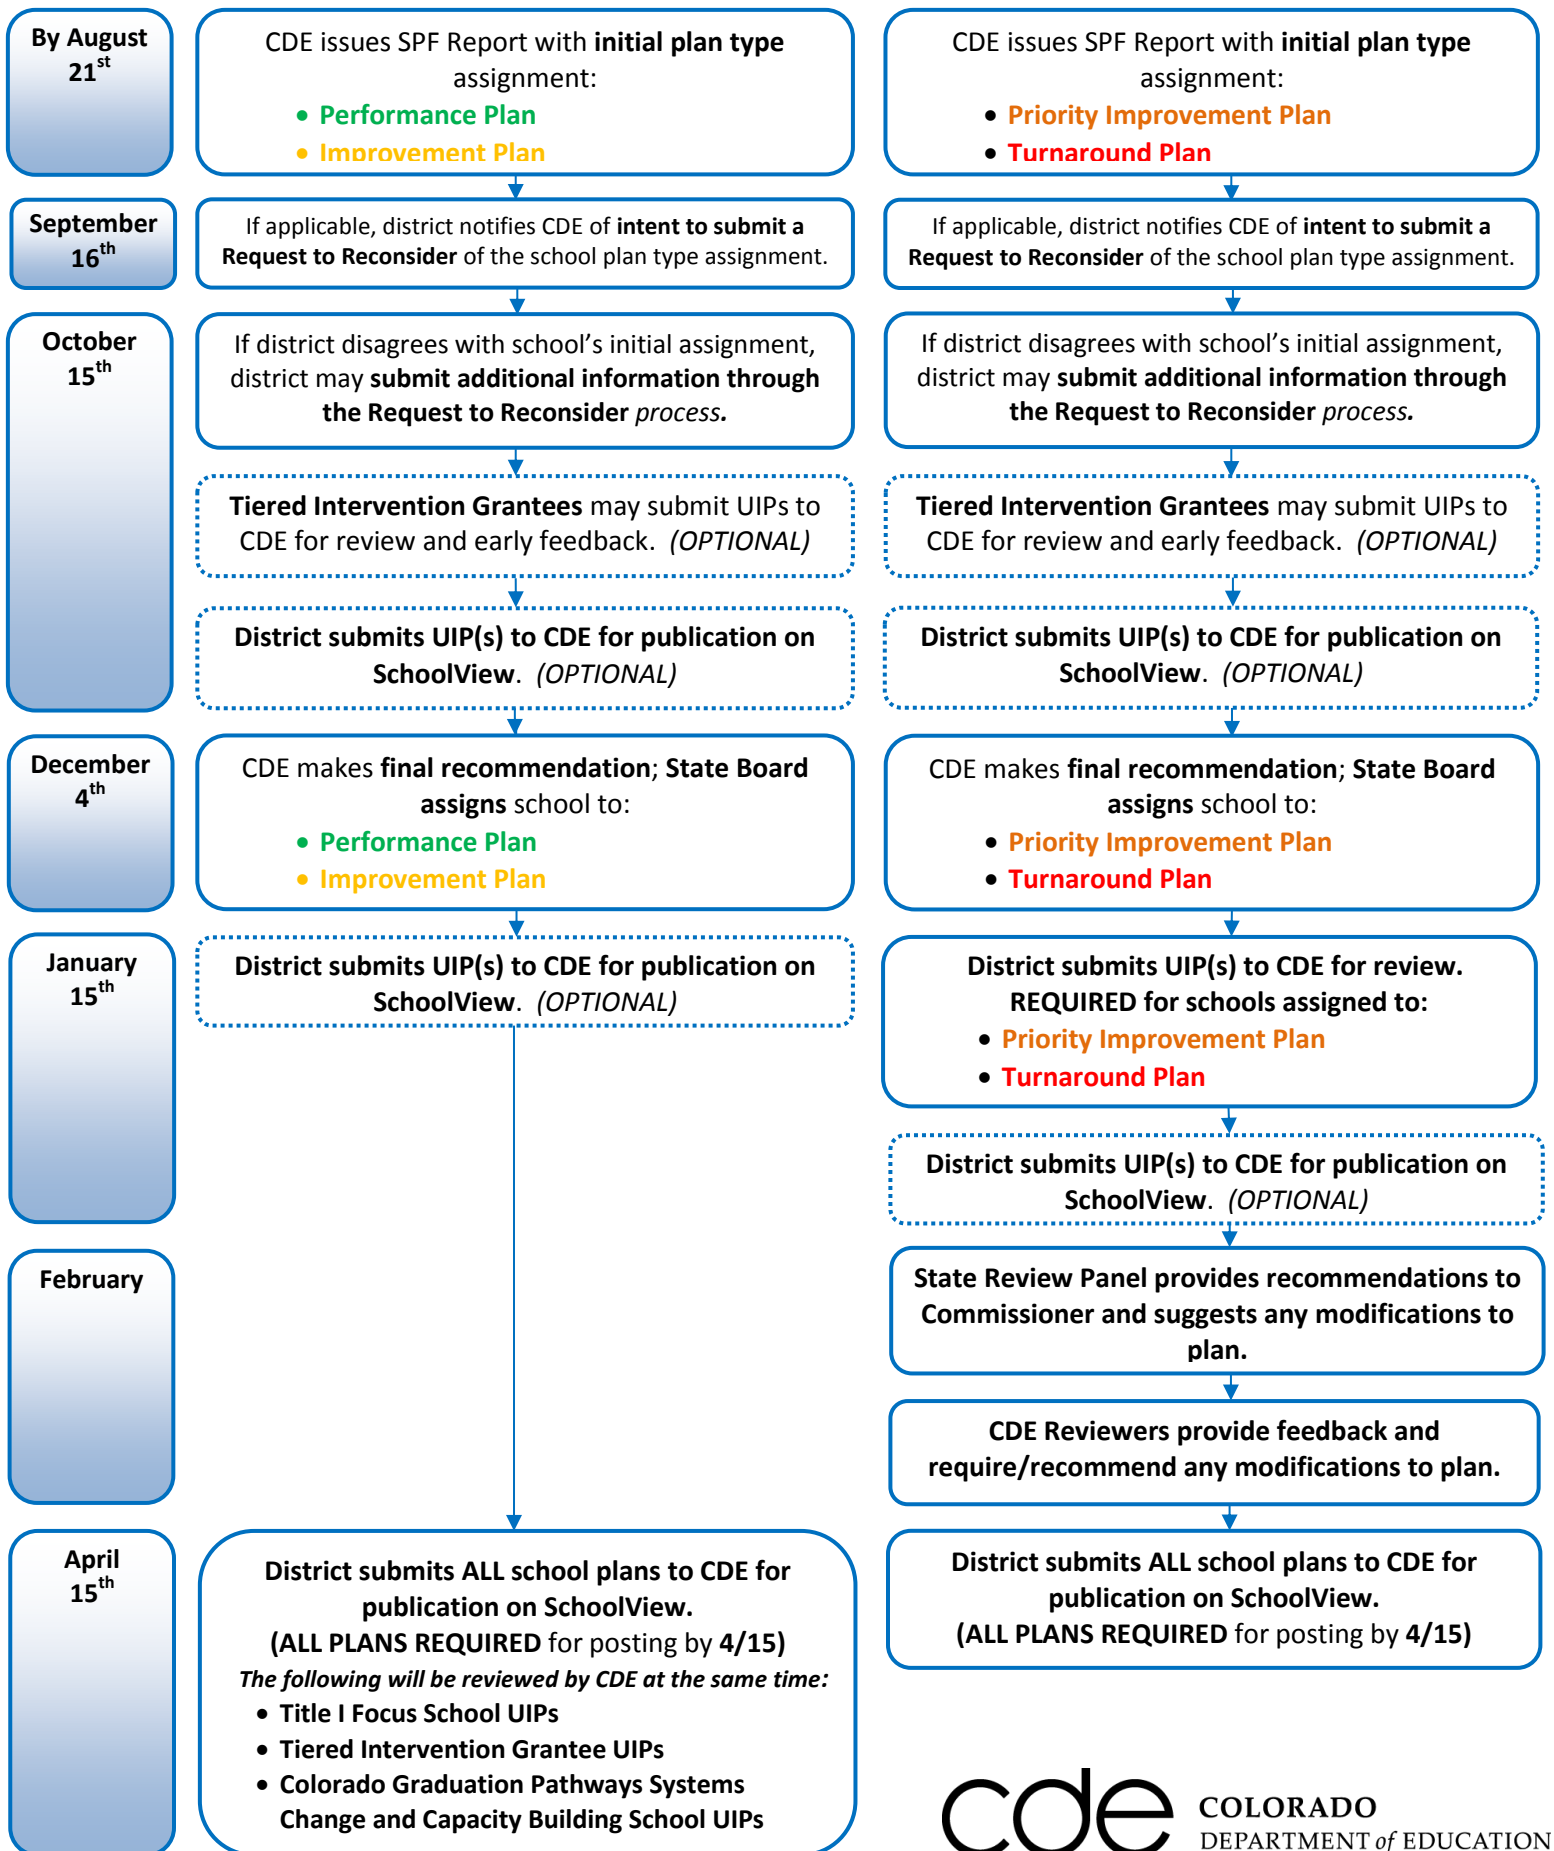 By August
21st
CDE issues SPF Report with initial plan type
assignment:
• Performance Plan
• Improvement Plan
CDE issues SPF Report with initial plan type
assignment:
• Priority Improvement Plan
• Turnaround Plan
September
16th
If applicable, district notifies CDE of intent to submit a
Request to Reconsider of the school plan type assignment.
If applicable, district notifies CDE of intent to submit a
Request to Reconsider of the school plan type assignment.
October
15th
If district disagrees with school's initial assignment,
district may submit additional information through
the Request to Reconsider process.
If district disagrees with school's initial assignment,
district may submit additional information through
the Request to Reconsider process.
Tiered Intervention Grantees may submit UIPs to
CDE for review and early feedback. (OPTIONAL)
Tiered Intervention Grantees may submit UIPs to
CDE for review and early feedback. (OPTIONAL)
District submits UIP(s) to CDE for publication on
SchoolView. (OPTIONAL)
District submits UIP(s) to CDE for publication on
SchoolView. (OPTIONAL)
December
4th
CDE makes final recommendation; State Board
assigns school to:
• Performance Plan
• Improvement Plan
CDE makes final recommendation; State Board
assigns school to:
• Priority Improvement Plan
• Turnaround Plan
January
15th
District submits UIP(s) to CDE for publication on
SchoolView. (OPTIONAL)
District submits UIP(s) to CDE for review.
REQUIRED for schools assigned to:
• Priority Improvement Plan
• Turnaround Plan
District submits UIP(s) to CDE for publication on
SchoolView. (OPTIONAL)
February
State Review Panel provides recommendations to
Commissioner and suggests any modifications to
plan.
CDE Reviewers provide feedback and
require/recommend any modifications to plan.
April
15th
District submits ALL school plans to CDE for
publication on SchoolView.
(ALL PLANS REQUIRED for posting by 4/15)
The following will be reviewed by CDE at the same time:
• Title I Focus School UIPs
• Tiered Intervention Grantee UIPs
• Colorado Graduation Pathways Systems
Change and Capacity Building School UIPs
District submits ALL school plans to CDE for
publication on SchoolView.
(ALL PLANS REQUIRED for posting by 4/15)
cde
COLORADO
DEPARTMENT of EDUCATION